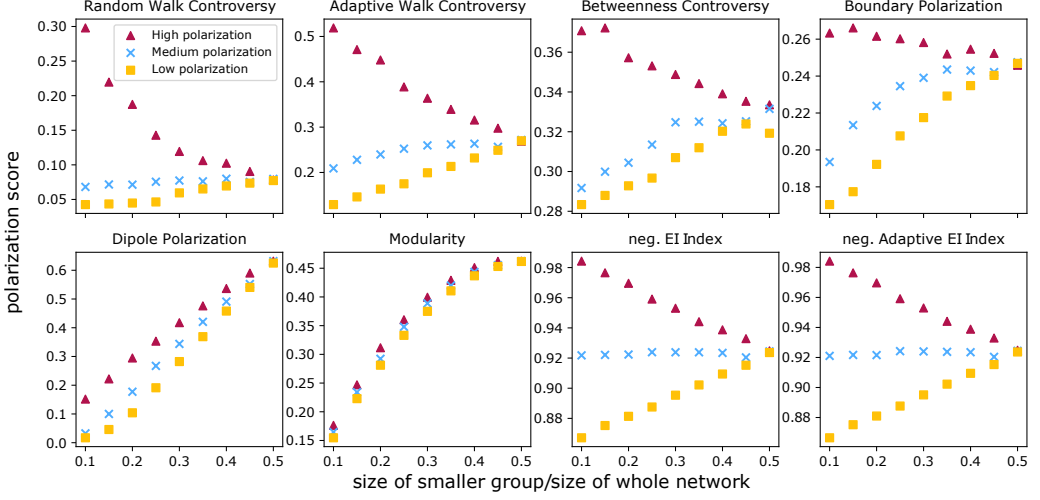 Random Walk Controversy
Adaptive Walk Controversy
Betweenness Controversy
Boundary Polarization
High polarization
Medium polarization
Low polarization
0.30
0.25
0.20
0.15
0.10
0.05
0.5
0.4
0.3
0.2
0.36
0.34
0.32
0.30
0.28
0.26
0.24
0.22
0.20
0.18
polarization score
Dipole Polarization
Modularity
neg. EI Index
neg. Adaptive EI Index
0.6
0.5
0.4
0.3
0.2
0.1
0.0
0.45
0.40
0.35
0.30
0.25
0.20
0.15
0.98
0.96
0.94
0.92
0.90
0.88
0.98
0.96
0.94
0.92
0.90
0.88
0.1 0.2 0.3 0.4 0.5
0.1 0.2 0.3 0.4 0.5
0.1 0.2 0.3 0.4 0.5
0.1 0.2 0.3 0.4 0.5
size of smaller group/size of whole network